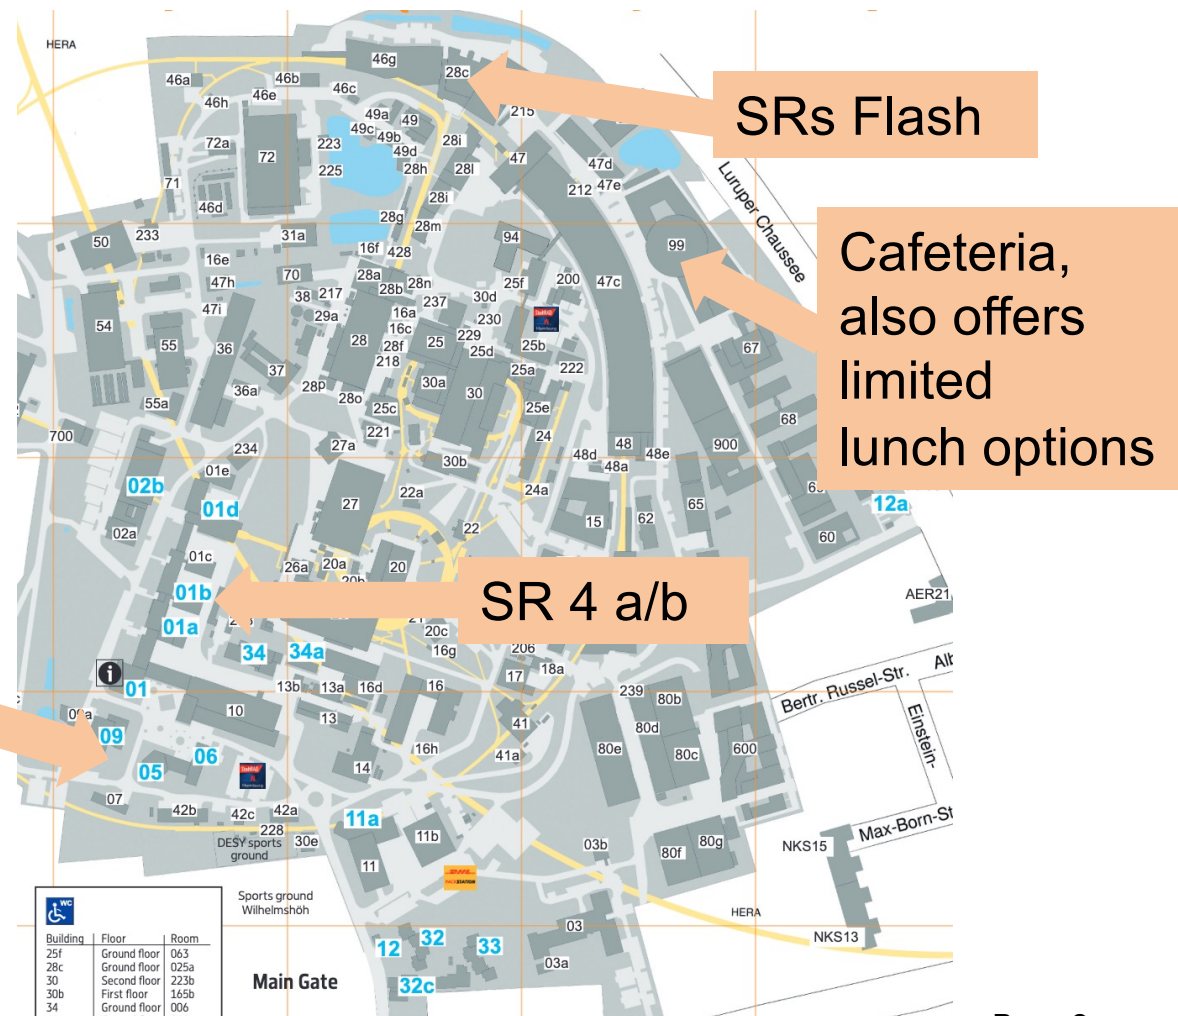 HERA
46g
28c
46a
46b
46c
46h
46e
SRs Flash
49a
49
215
49c
49b
72a
223
28i
49d
72
47
47d
225
28h
28l
71
212
47e
28i
46d
Luruper Chaussee
28g
28m
50
233
31a
94
99
Cafeteria,
also offers
limited
lunch options
16f
428
16e
70
28a
28n
25f
200
47c
47h
28b
38
217
237
30d
47i
29a
16a
230
54
16c
229
55
36
28
28f
25
25d
25b
67
218
37
25a
222
36a
28p
30a
30
28o
55a
25c
25e
68
221
24
700
234
27a
48
900
48d
48e
01e
30b
48a
02b
22a
24a
12a
01d
27
65
02a
22
15
62
60
01c
26a
20a
20
20b
01b
SR 4 a/b
AER21
01a
20c
34
34a
16g
206
18a
17
01
13b
13a
16d
16
239
80b
Bertr. Russel-Str.
10
13
41
80d
Einstein-
09
80e
80c
600
06
16h
41a
05
14
07
42b
42c
42a
11a
228
11b
Max-Born-St
DESY sports
ground
30e
03b
80g
NKS15
11
80f
Sports ground
Wilhelmshöh
HERA
WC
03
12
32
33
NKS13
03a
Building Floor Room
25f Ground floor 063
28c Ground floor 025a
30 Second floor 223b
30b First floor 165b
34 Ground floor 006
Main Gate
32c